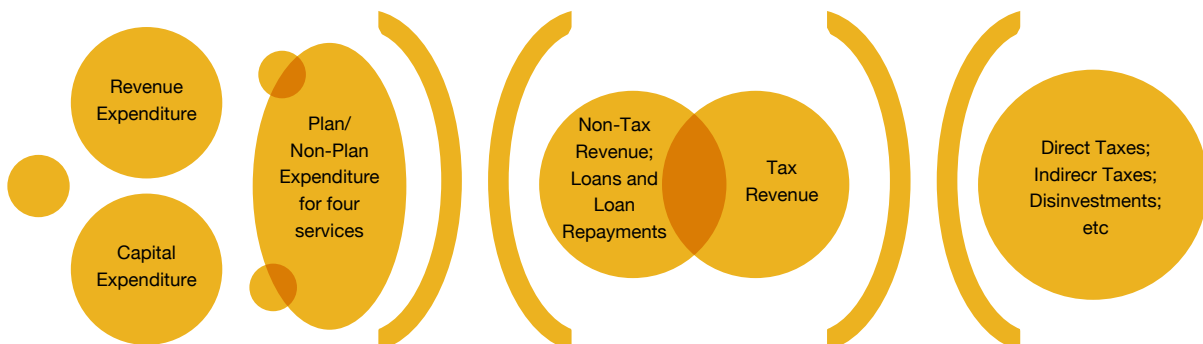 Revenue
Expenditure
Capital
Expenditure
Plan/
Non-Plan
Expenditure
for four
services
Non-Tax
Revenue;
Loans and
Loan
Repayments
Tax
Revenue
Direct Taxes;
Indirecr Taxes;
Disinvestments;
etc